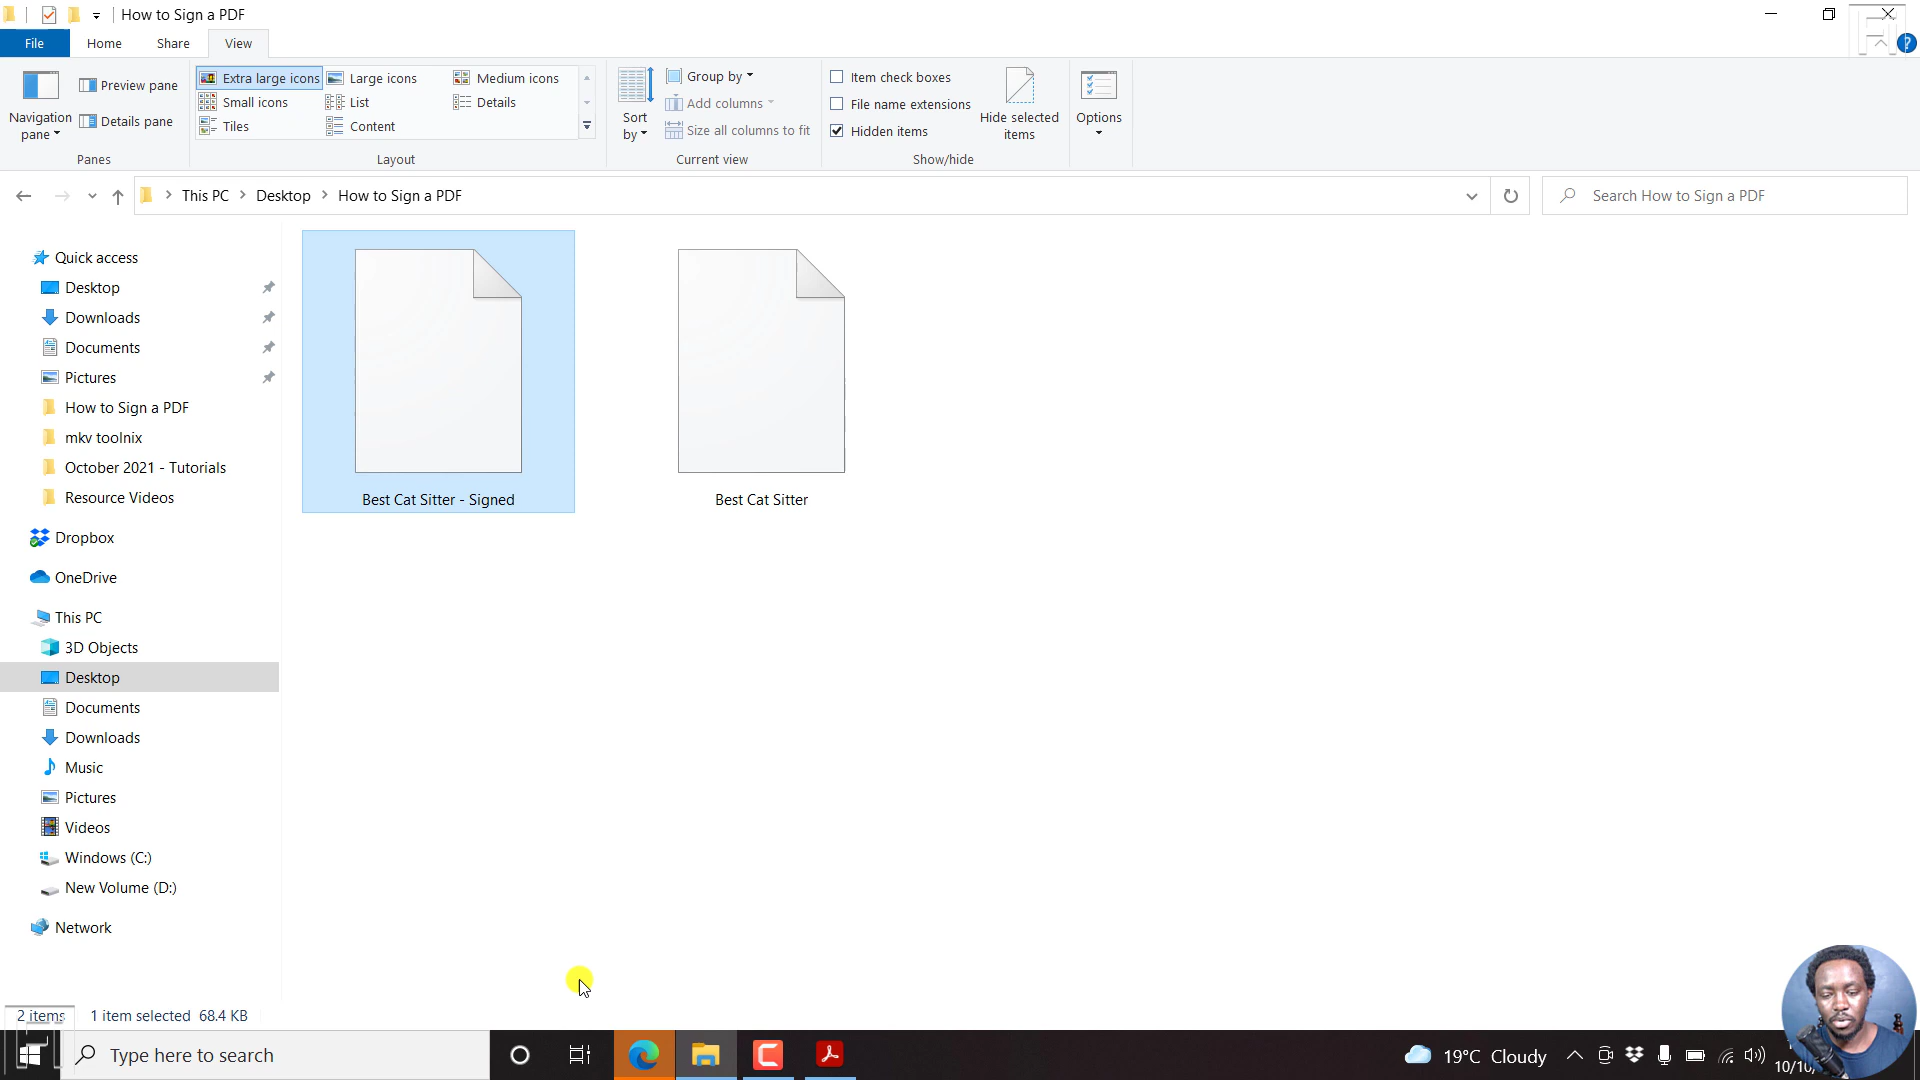 How to Sign a PDF
File
Home
Share
View
Navigation pane
Preview pane
Details pane
Panes
Extra large icons
Large icons
Medium icons
Small icons
List
Details
Tiles
Content
Layout
Sort by
Group by
Add columns
Size all columns to fit
Current view
Item check boxes
File name extensions
Hidden items
Hide selected items
Show/hide
Options
This PC
Desktop
How to Sign a PDF
Search How to Sign a PDF
Quick access
Desktop
Downloads
Documents
Pictures
How to Sign a PDF
mkv toolnix
October 2021 - Tutorials
Resource Videos
Dropbox
OneDrive
This PC
3D Objects
Desktop
Documents
Downloads
Music
Pictures
Videos
Windows (C:)
New Volume (D:)
Network
Best Cat Sitter - Signed
Best Cat Sitter
2 items
1 item selected 68.4 KB
Type here to search
19°C Cloudy
10/10/